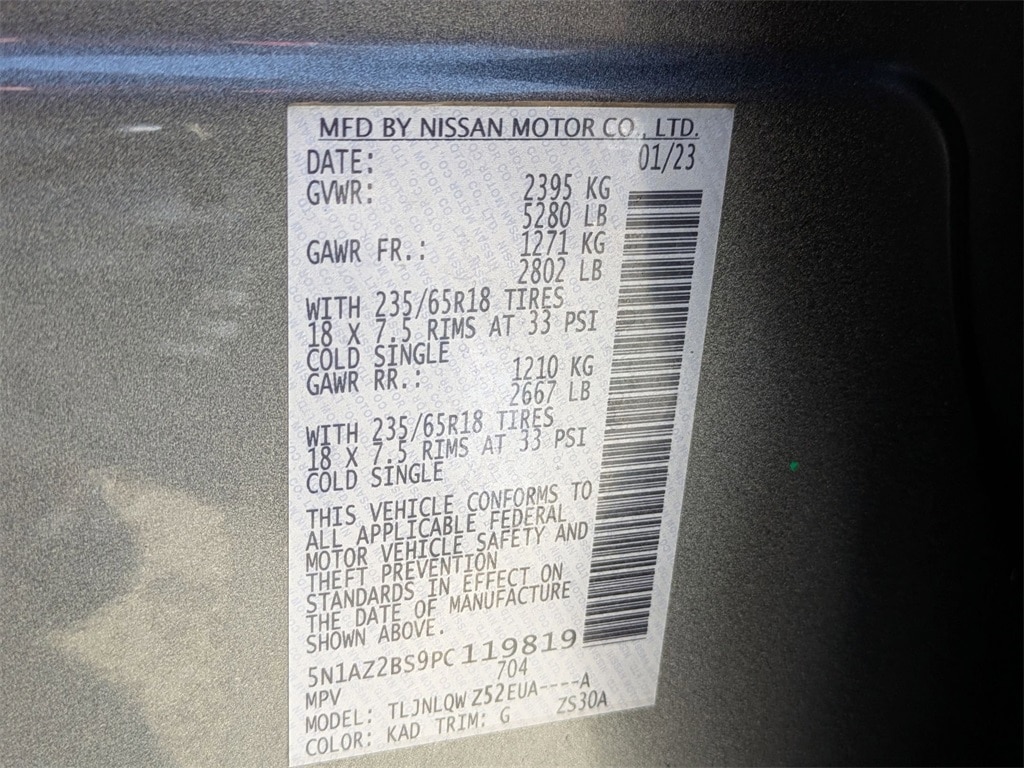 MFD BY NISSAN MOTOR CO., LTD.
DATE: 01/23
GVWR: 2395 KG
5280 LB
GAWR FR.: 1271 KG
2802 LB
WITH 235/65R18 TIRES
18 X 7.5 RIMS AT 33 PSI
COLD SINGLE
GAWR RR.: 1210 KG
2667 LB
WITH 235/65R18 TIRES
18 X 7.5 RIMS AT 33 PSI
COLD SINGLE
THIS VEHICLE CONFORMS TO
ALL APPLICABLE FEDERAL
MOTOR VEHICLE SAFETY AND
THEFT PREVENTION
STANDARDS IN EFFECT ON
THE DATE OF MANUFACTURE
SHOWN ABOVE.
5N1AZ2BS9PC119819
MPV 704
MODEL: TLJNLQWZ52EUA----A
COLOR: KAD TRIM: G ZS30A